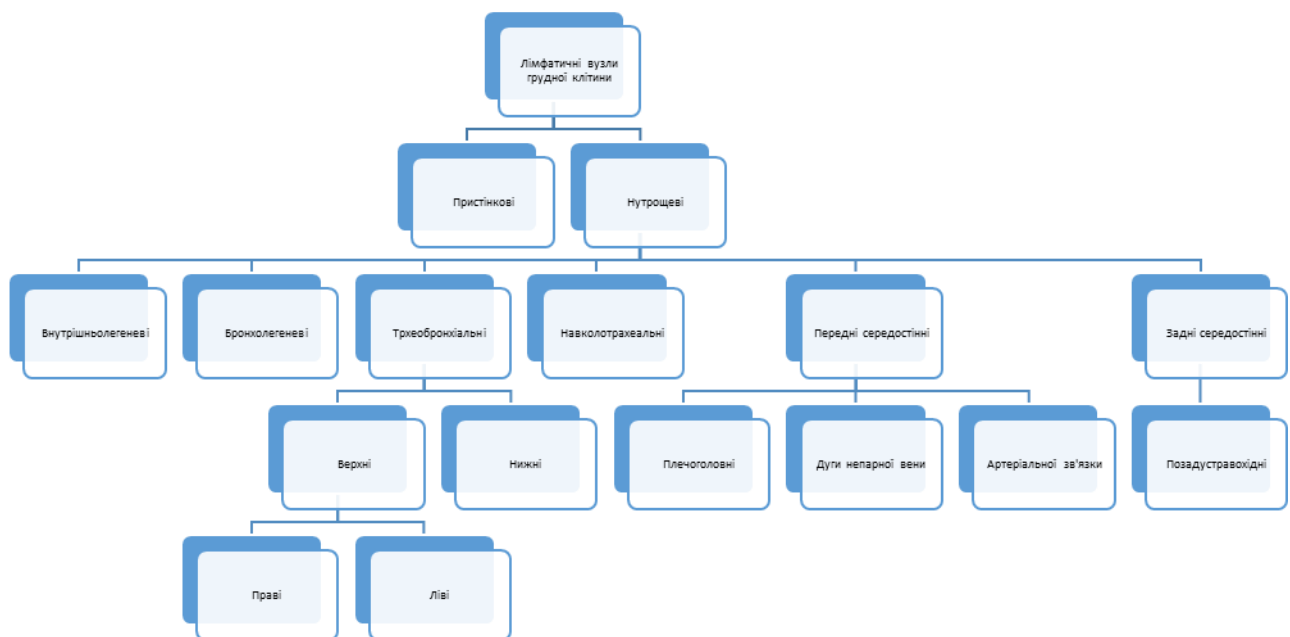 Лімфатичні вузли
грудної клітини
Пристінкові
Нутрощеві
Внутрішньолегеневі
Бронхолегеневі
Трхеобронхіальні
Навколотрахеальні
Передні середостінні
Задні середостінні
Верхні
Нижні
Плечоголовні
Дуги непарної вени
Артеріальної зв'язки
Позадустравохідні
Праві
Ліві